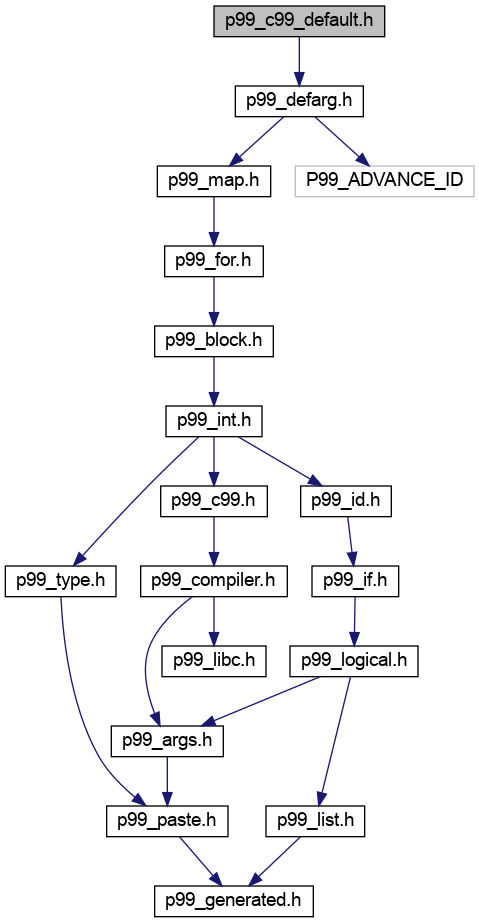 p99_c99_default.h
p99_defarg.h
p99_map.h
P99_ADVANCE_ID
p99_for.h
p99_block.h
p99_int.h
p99_c99.h
p99_id.h
p99_type.h
p99_compiler.h
p99_if.h
p99_libc.h
p99_logical.h
p99_args.h
p99_paste.h
p99_list.h
p99_generated.h